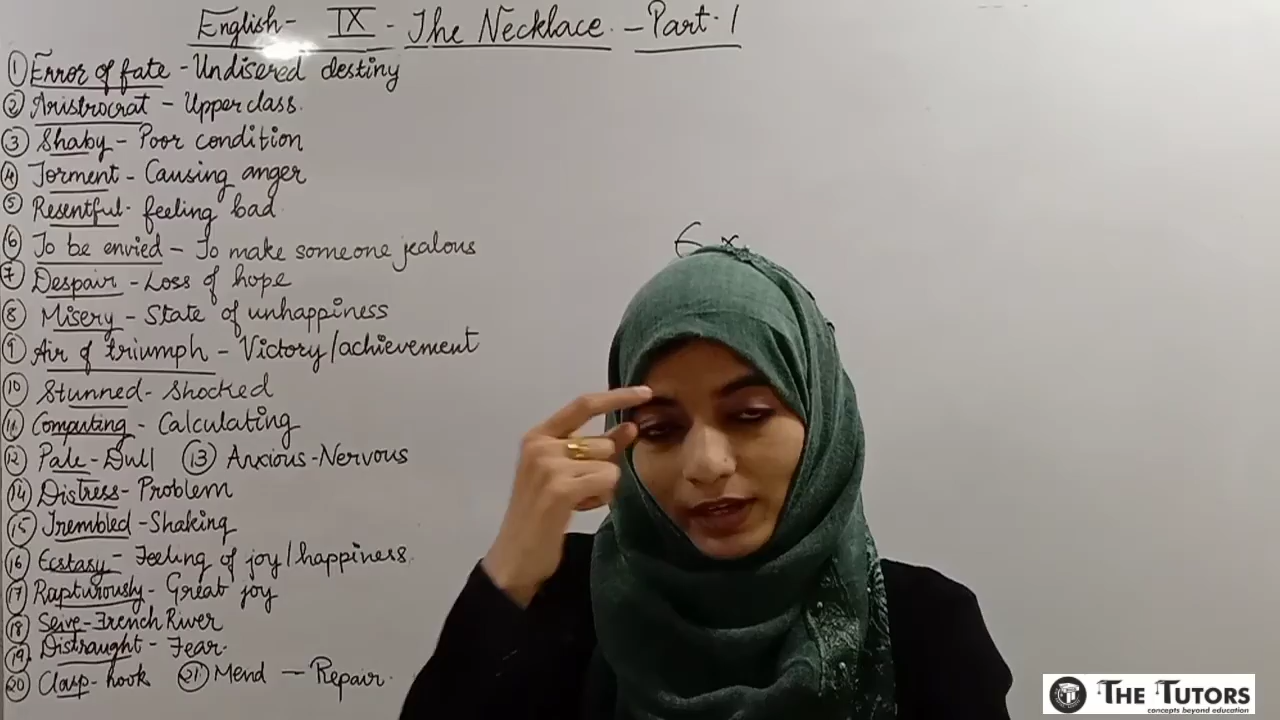 English- IX - The Necklace. - Part-1
① Error of fate - Undisered destiny
② Aristrocrat - Upper class.
③ Shaby - Poor condition
④ Torment - Causing anger
⑤ Resentful - feeling bad.
⑥ To be envied - To make someone jealous
⑦ Despair - Loss of hope
⑧ Misery - State of unhappiness
⑨ Air of triumph - Victory/achievement
⑩ Stunned - Shocked
⑪ Computing - Calculating
⑫ Pale - Dull ⑬ Anxious - Nervous
⑭ Distress - Problem
⑮ Trembled - Shaking
⑯ Ecstasy - Feeling of joy/happiness.
⑰ Rapturously - Great joy
⑱ Seive - French River
⑲ Distraught - Fear.
⑳ Clasp - hook ㉑ Mend - Repair.
THE TUTORS
concepts beyond education